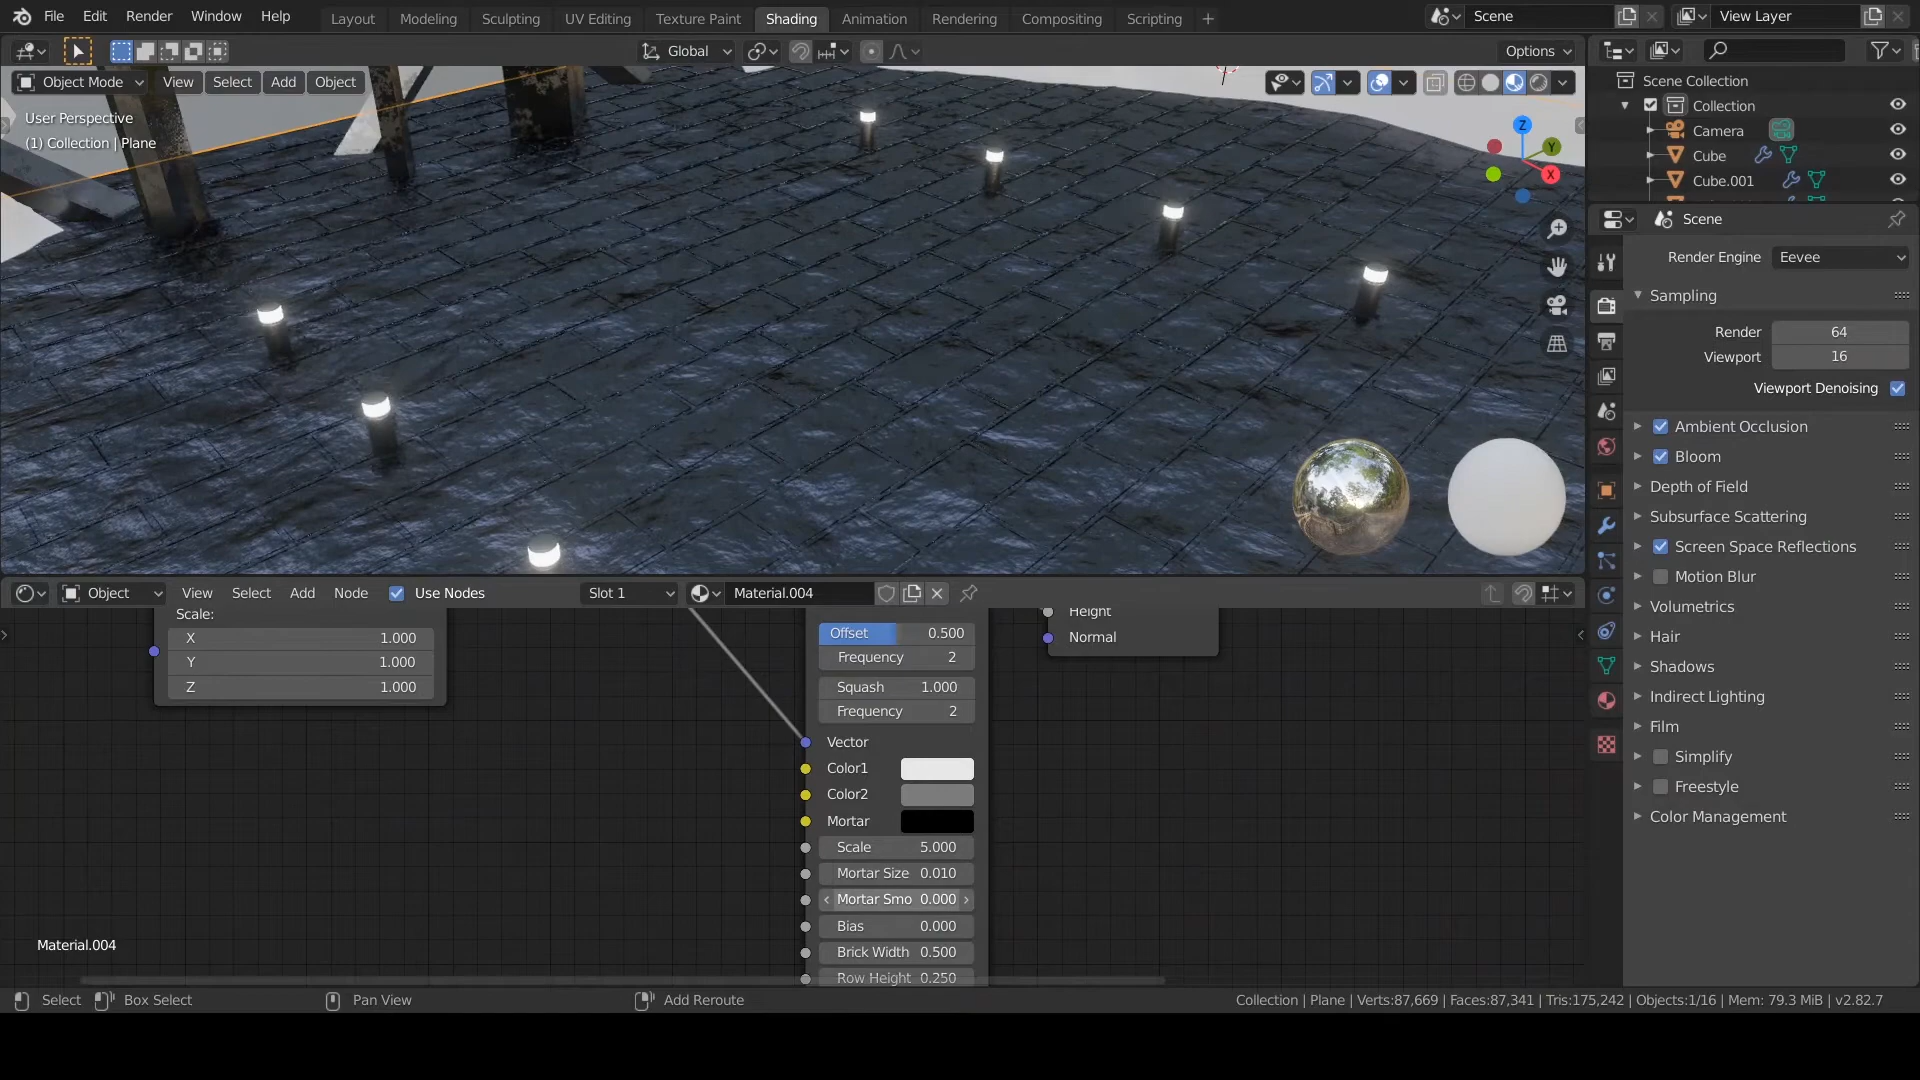 File Edit Render Window Help Layout Modeling Sculpting UV Editing Texture Paint Shading Animation Rendering Compositing Scripting + Scene View Layer
Global Options
Object Mode View Select Add Object
User Perspective
(1) Collection | Plane
Z
Y
X
Scene Collection
Collection
Camera
Cube
Cube.001
Scene
Render Engine Eevee
Sampling
Render 64
Viewport 16
Viewport Denoising
Ambient Occlusion
Bloom
Depth of Field
Subsurface Scattering
Screen Space Reflections
Motion Blur
Volumetrics
Hair
Shadows
Indirect Lighting
Film
Simplify
Freestyle
Color Management
Object View Select Add Node Use Nodes Slot 1 Material.004
Scale:
X 1.000
Y 1.000
Z 1.000
Offset 0.500
Frequency 2
Squash 1.000
Frequency 2
Vector
Color1
Color2
Mortar
Scale 5.000
Mortar Size 0.010
Mortar Smo 0.000
Bias 0.000
Brick Width 0.500
Row Height 0.250
Height
Normal
Material.004
Select Box Select Pan View Add Reroute Collection | Plane | Verts:87,669 | Faces:87,341 | Tris:175,242 | Objects:1/16 | Mem: 79.3 MiB | v2.82.7